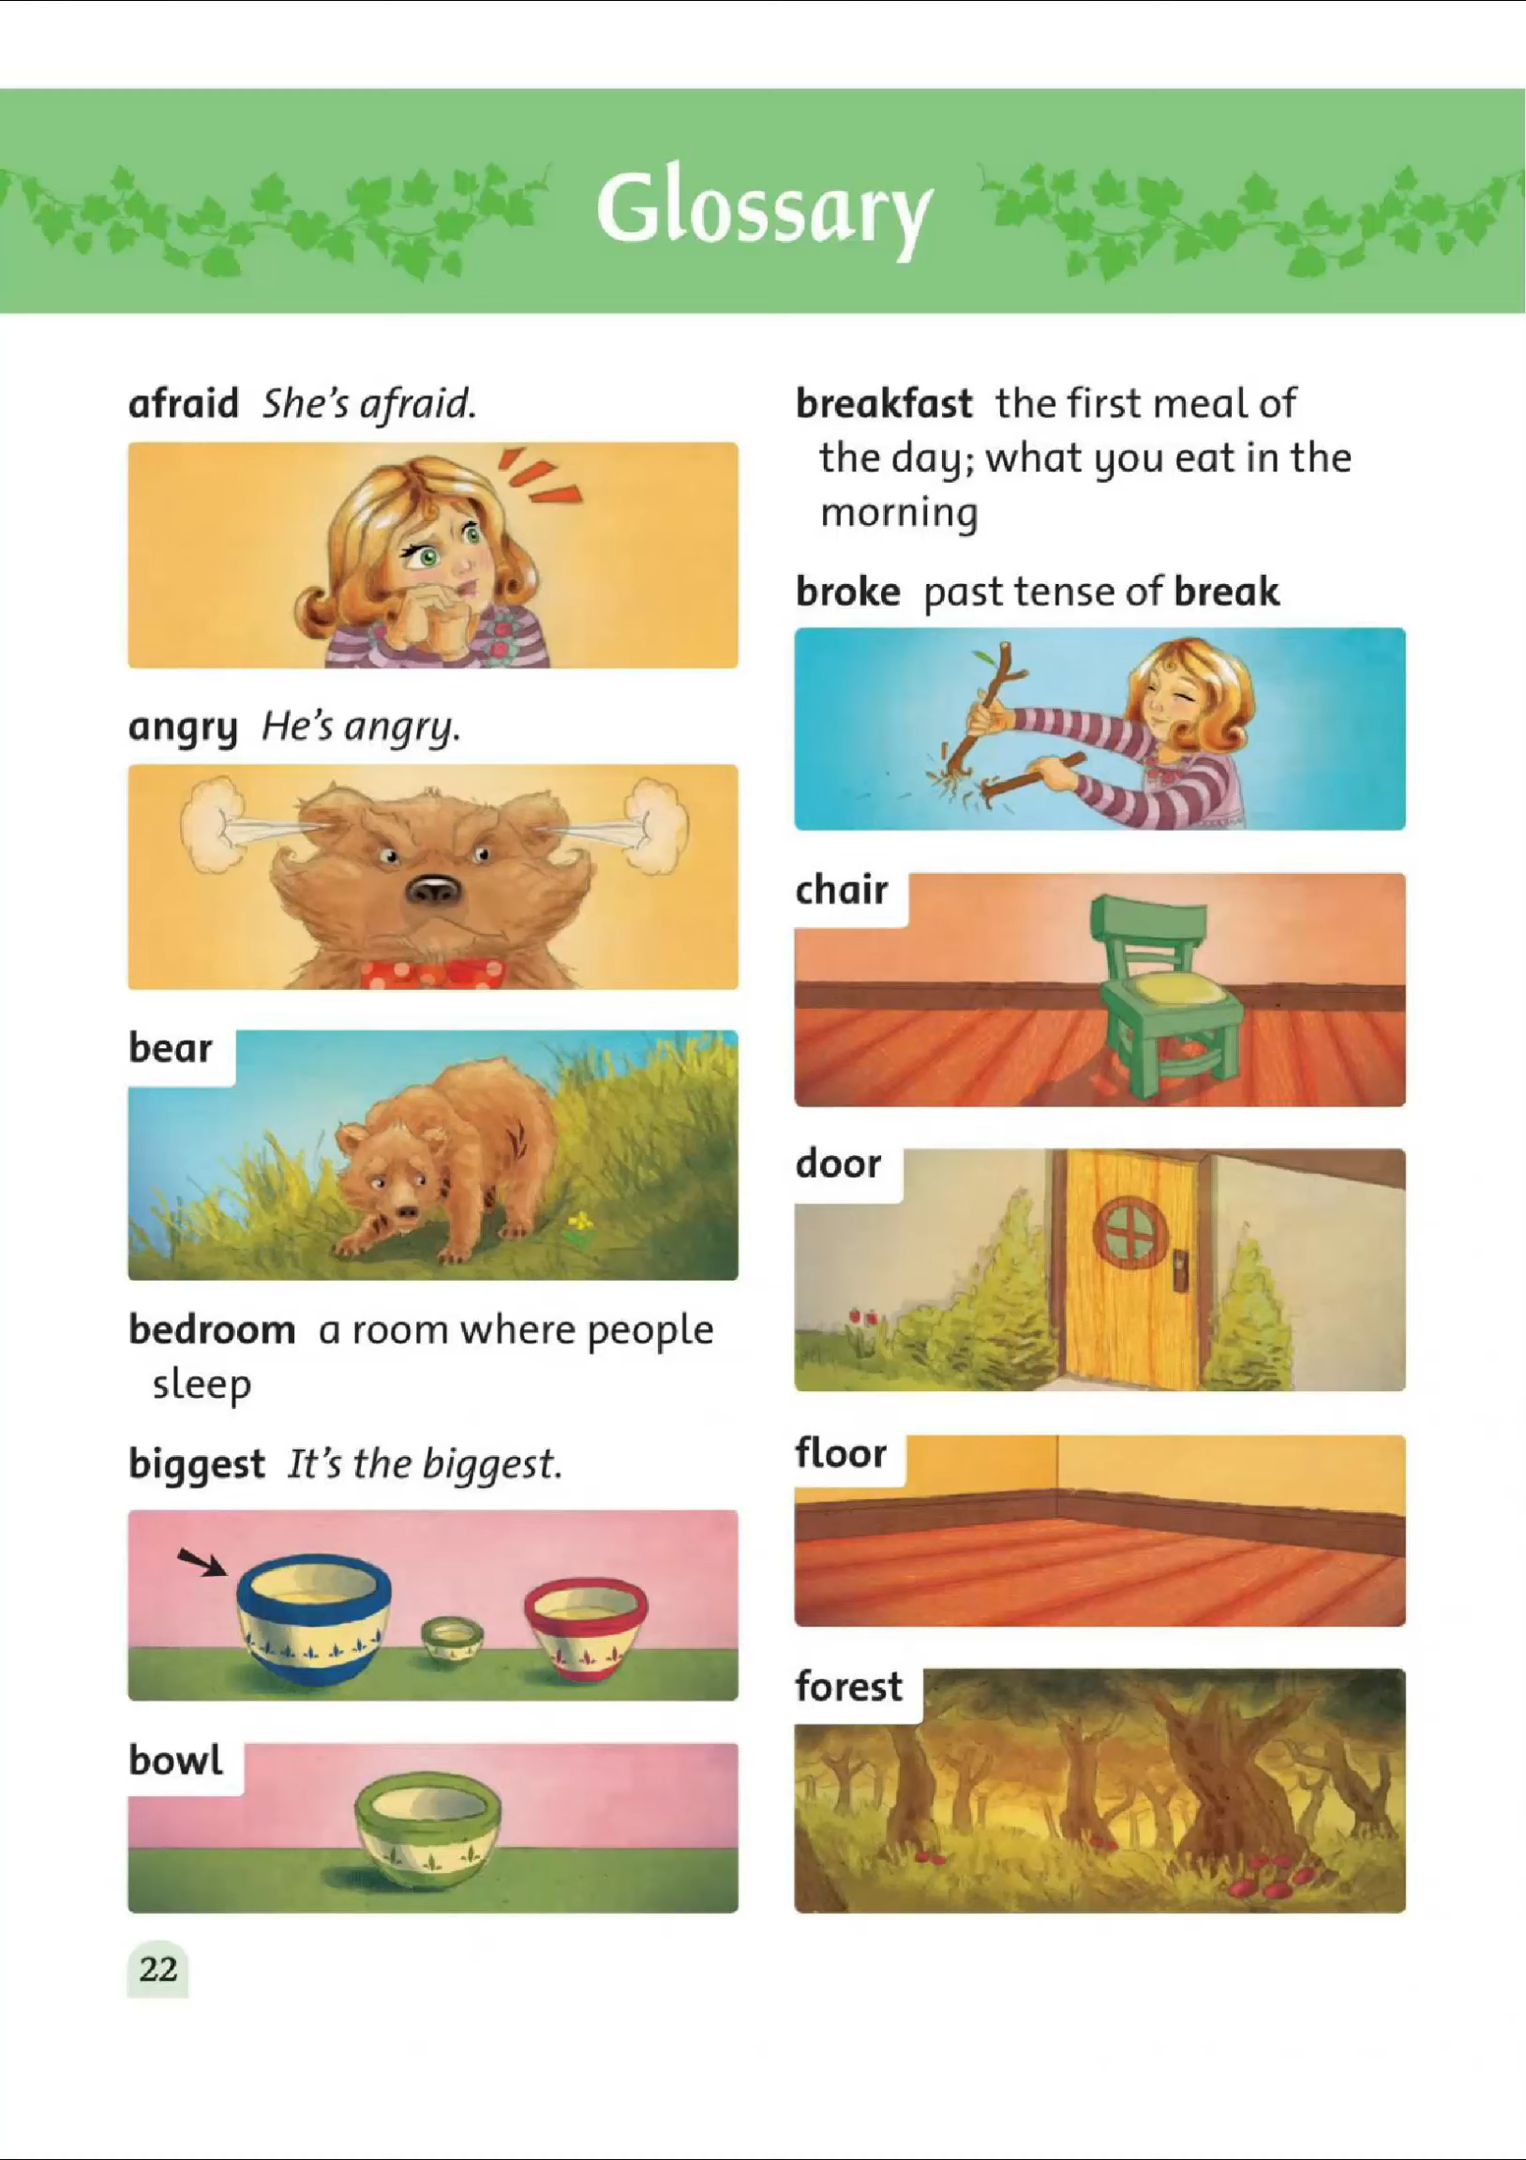 Glossary
afraid She's afraid.
angry He's angry.
bear
bedroom a room where people
sleep
biggest It's the biggest.
bowl
breakfast the first meal of
the day; what you eat in the
morning
broke past tense of break
chair
door
floor
forest
22